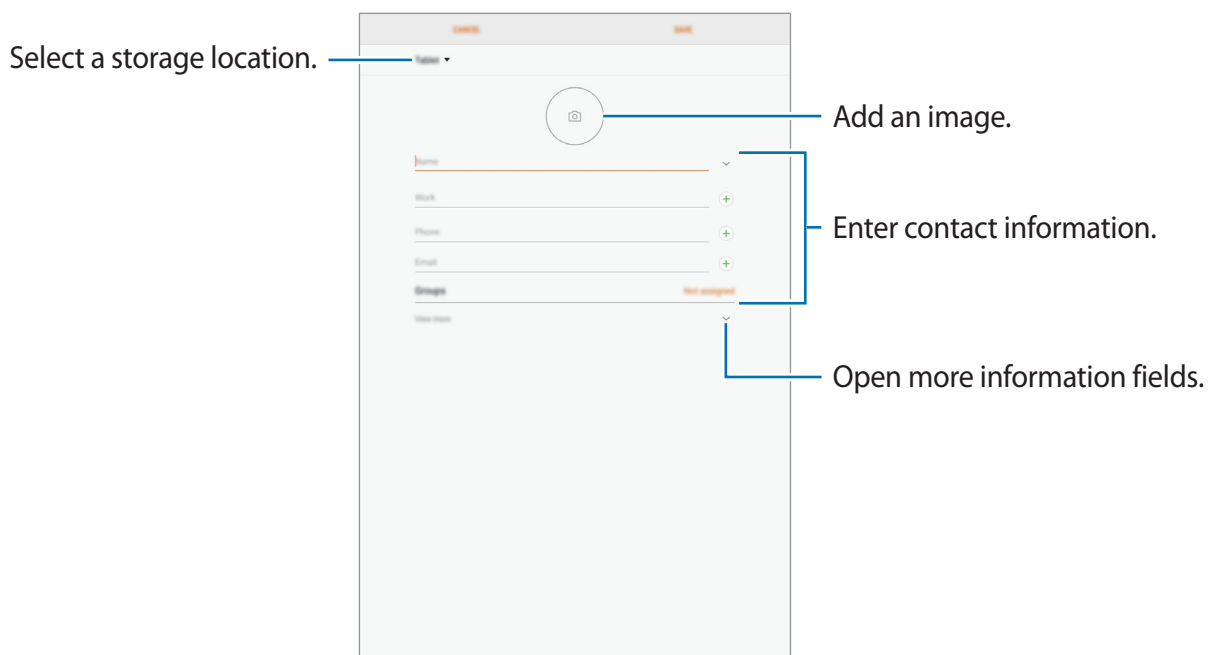 CANCEL
SAVE
Select a storage location.
Tablet
Add an image.
Name
Work
Enter contact information.
Phone
Email
Groups
Not assigned
View more
Open more information fields.